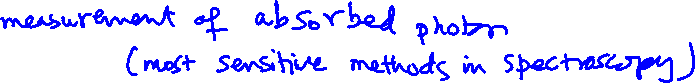 measurement of absorbed photon
(most sensitive methods in spectroscopy)